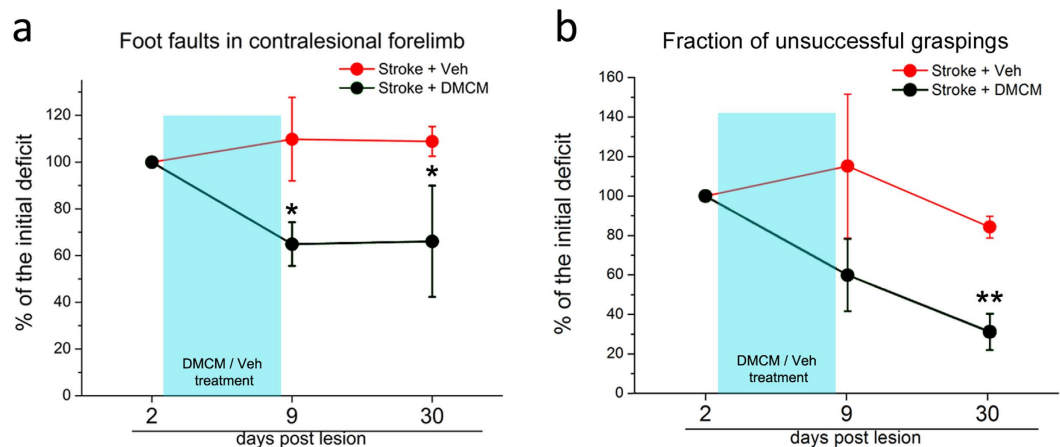 a
Foot faults in contralesional forelimb
Stroke + Veh
Stroke + DMCM
% of the initial deficit
120
100
80
60
40
20
0
*
*
DMCM / Veh
treatment
2
9
30
days post lesion
b
Fraction of unsuccessful graspings
Stroke + Veh
Stroke + DMCM
% of the initial deficit
160
140
120
100
80
60
40
20
0
**
DMCM / Veh
treatment
2
9
30
days post lesion